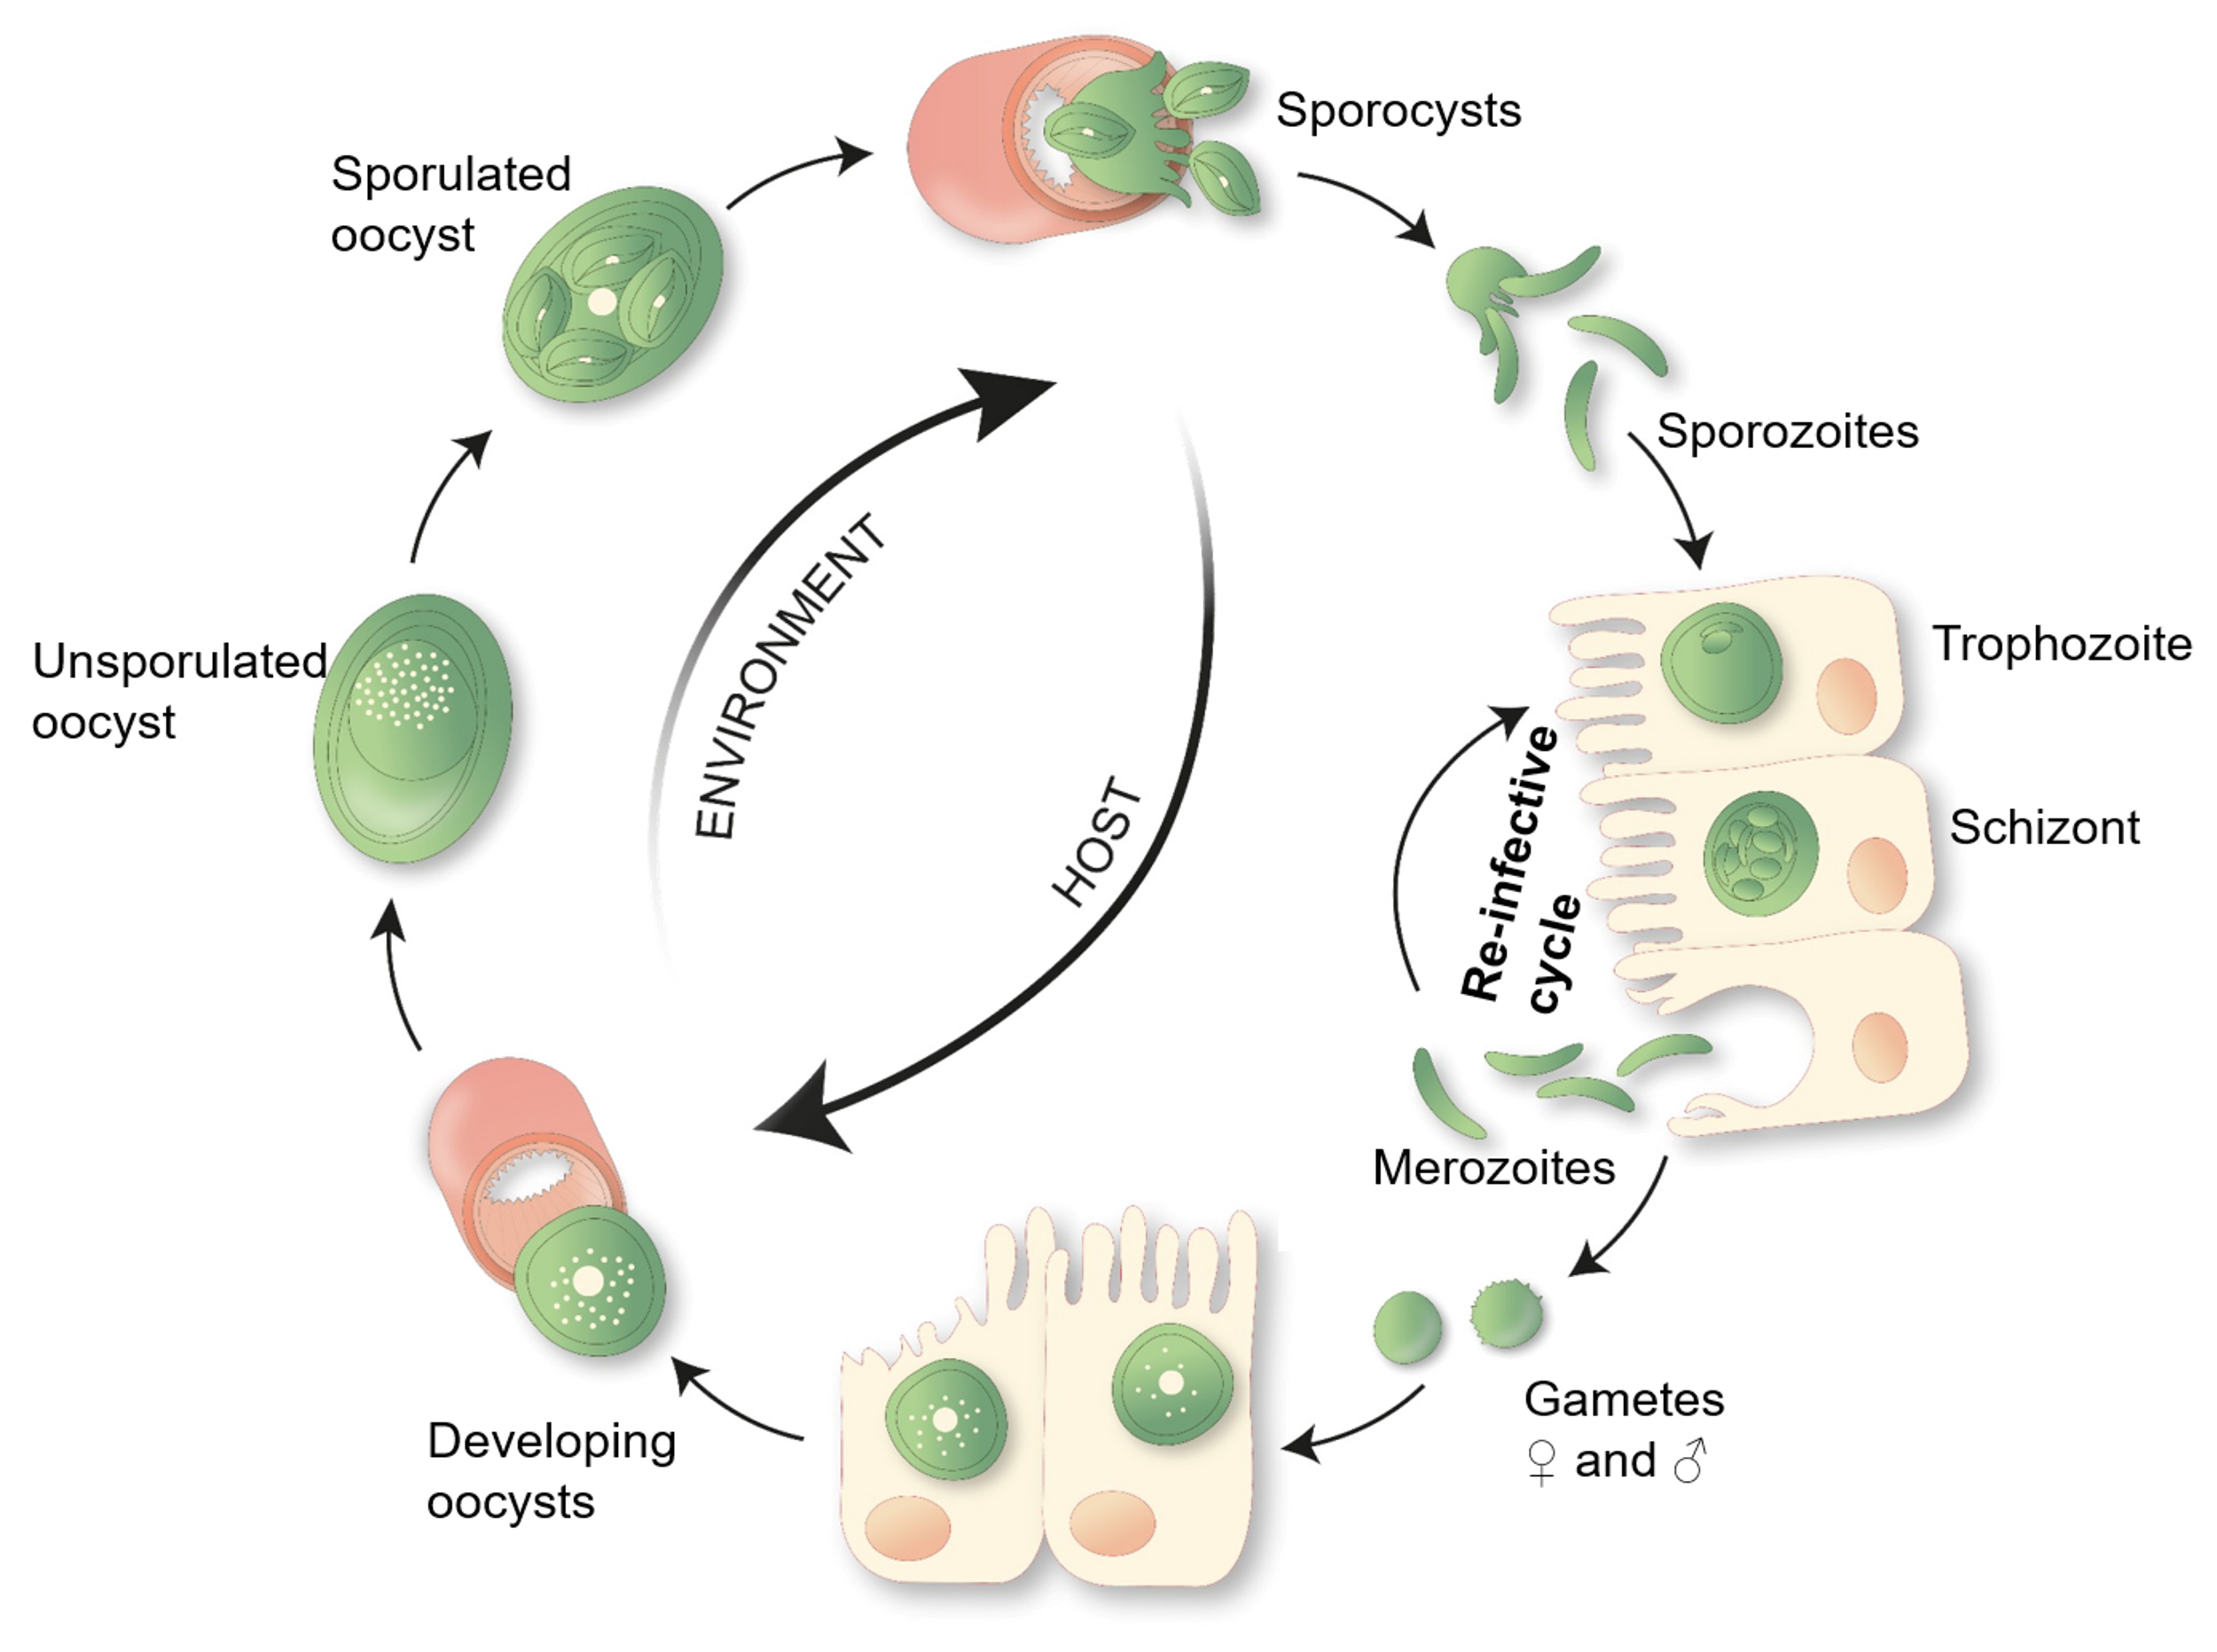 Sporocysts
Sporulated
oocyst
Sporozoites
Unsporulated
oocyst
ENVIRONMENT
HOST
Trophozoite
Schizont
Re-infective
cycle
Merozoites
Gametes
♀ and ♂
Developing
oocysts